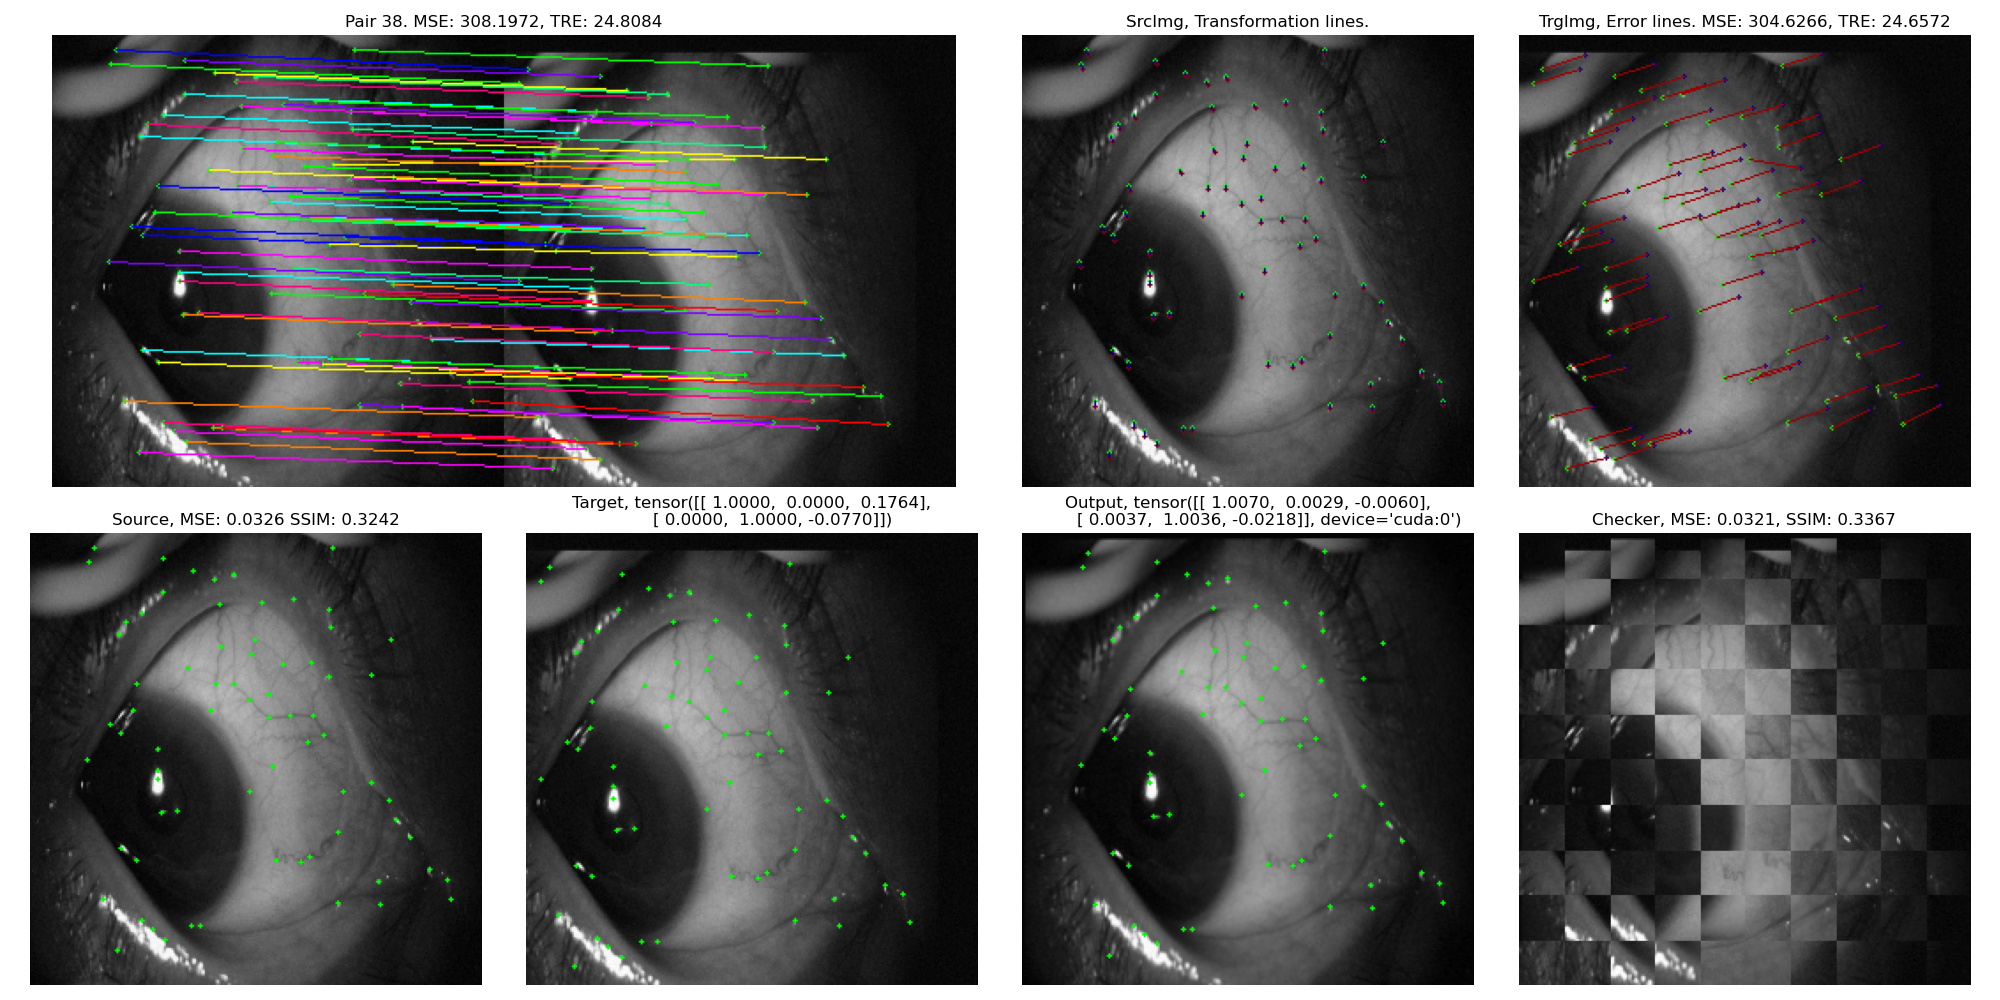 Pair 38. MSE: 308.1972, TRE: 24.8084
SrcImg, Transformation lines.
TrgImg, Error lines. MSE: 304.6266, TRE: 24.6572
Source, MSE: 0.0326 SSIM: 0.3242
Target, tensor([[ 1.0000, 0.0000, 0.1764],
[ 0.0000, 1.0000, -0.0770]])
Output, tensor([[ 1.0070, 0.0029, -0.0060],
[ 0.0037, 1.0036, -0.0218]], device='cuda:0')
Checker, MSE: 0.0321, SSIM: 0.3367